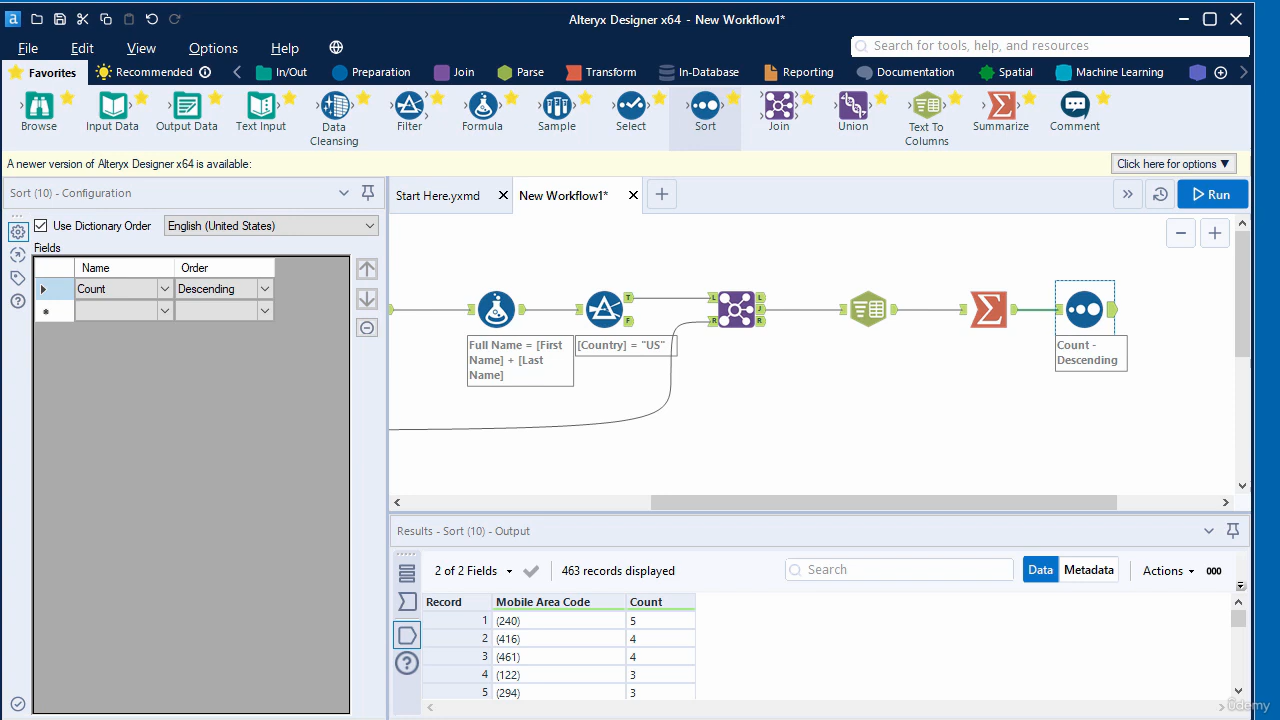 Alteryx Designer x64 - New Workflow1*
File Edit View Options Help
Search for tools, help, and resources
Favorites Recommended In/Out Preparation Join Parse Transform In-Database Reporting Documentation Spatial Machine Learning
Browse Input Data Output Data Text Input Data Cleansing Filter Formula Sample Select Sort Join Union Text To Columns Summarize Comment
A newer version of Alteryx Designer x64 is available:
Click here for options ▼
Sort (10) - Configuration
Start Here.yxmd
New Workflow1*
Run
Use Dictionary Order
English (United States)
Fields
Name Order
Count Descending
T
F
L
R
L
J
R
Full Name = [First
Name] + [Last
Name]
[Country] = "US"
Count -
Descending
Results - Sort (10) - Output
2 of 2 Fields
463 records displayed
Search
Data
Metadata
Actions
000
Record Mobile Area Code Count
1 (240) 5
2 (416) 4
3 (461) 4
4 (122) 3
5 (294) 3
ûdemy